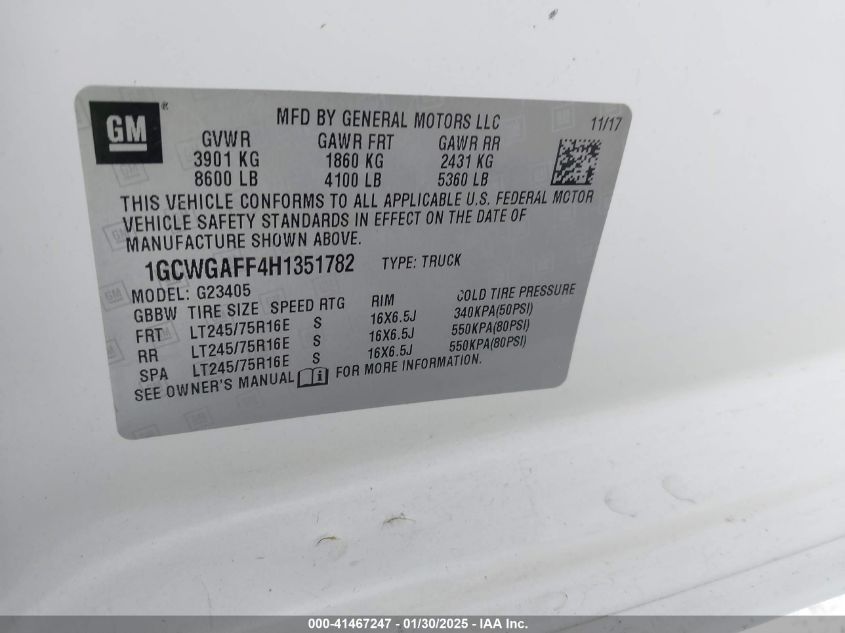 GM®
MFD BY GENERAL MOTORS LLC 11/17
GVWR GAWR FRT GAWR RR
3901 KG 1860 KG 2431 KG
8600 LB 4100 LB 5360 LB
THIS VEHICLE CONFORMS TO ALL APPLICABLE U.S. FEDERAL MOTOR
VEHICLE SAFETY STANDARDS IN EFFECT ON THE DATE OF
MANUFACTURE SHOWN ABOVE.
1GCWGAFF4H1351782 TYPE: TRUCK
MODEL: G23405
GBBW TIRE SIZE SPEED RTG RIM COLD TIRE PRESSURE
FRT LT245/75R16E S 16X6.5J 340KPA(50PSI)
RR LT245/75R16E S 16X6.5J 550KPA(80PSI)
SPA LT245/75R16E S 16X6.5J 550KPA(80PSI)
SEE OWNER'S MANUAL FOR MORE INFORMATION.
000-41467247 - 01/30/2025 - IAA Inc.